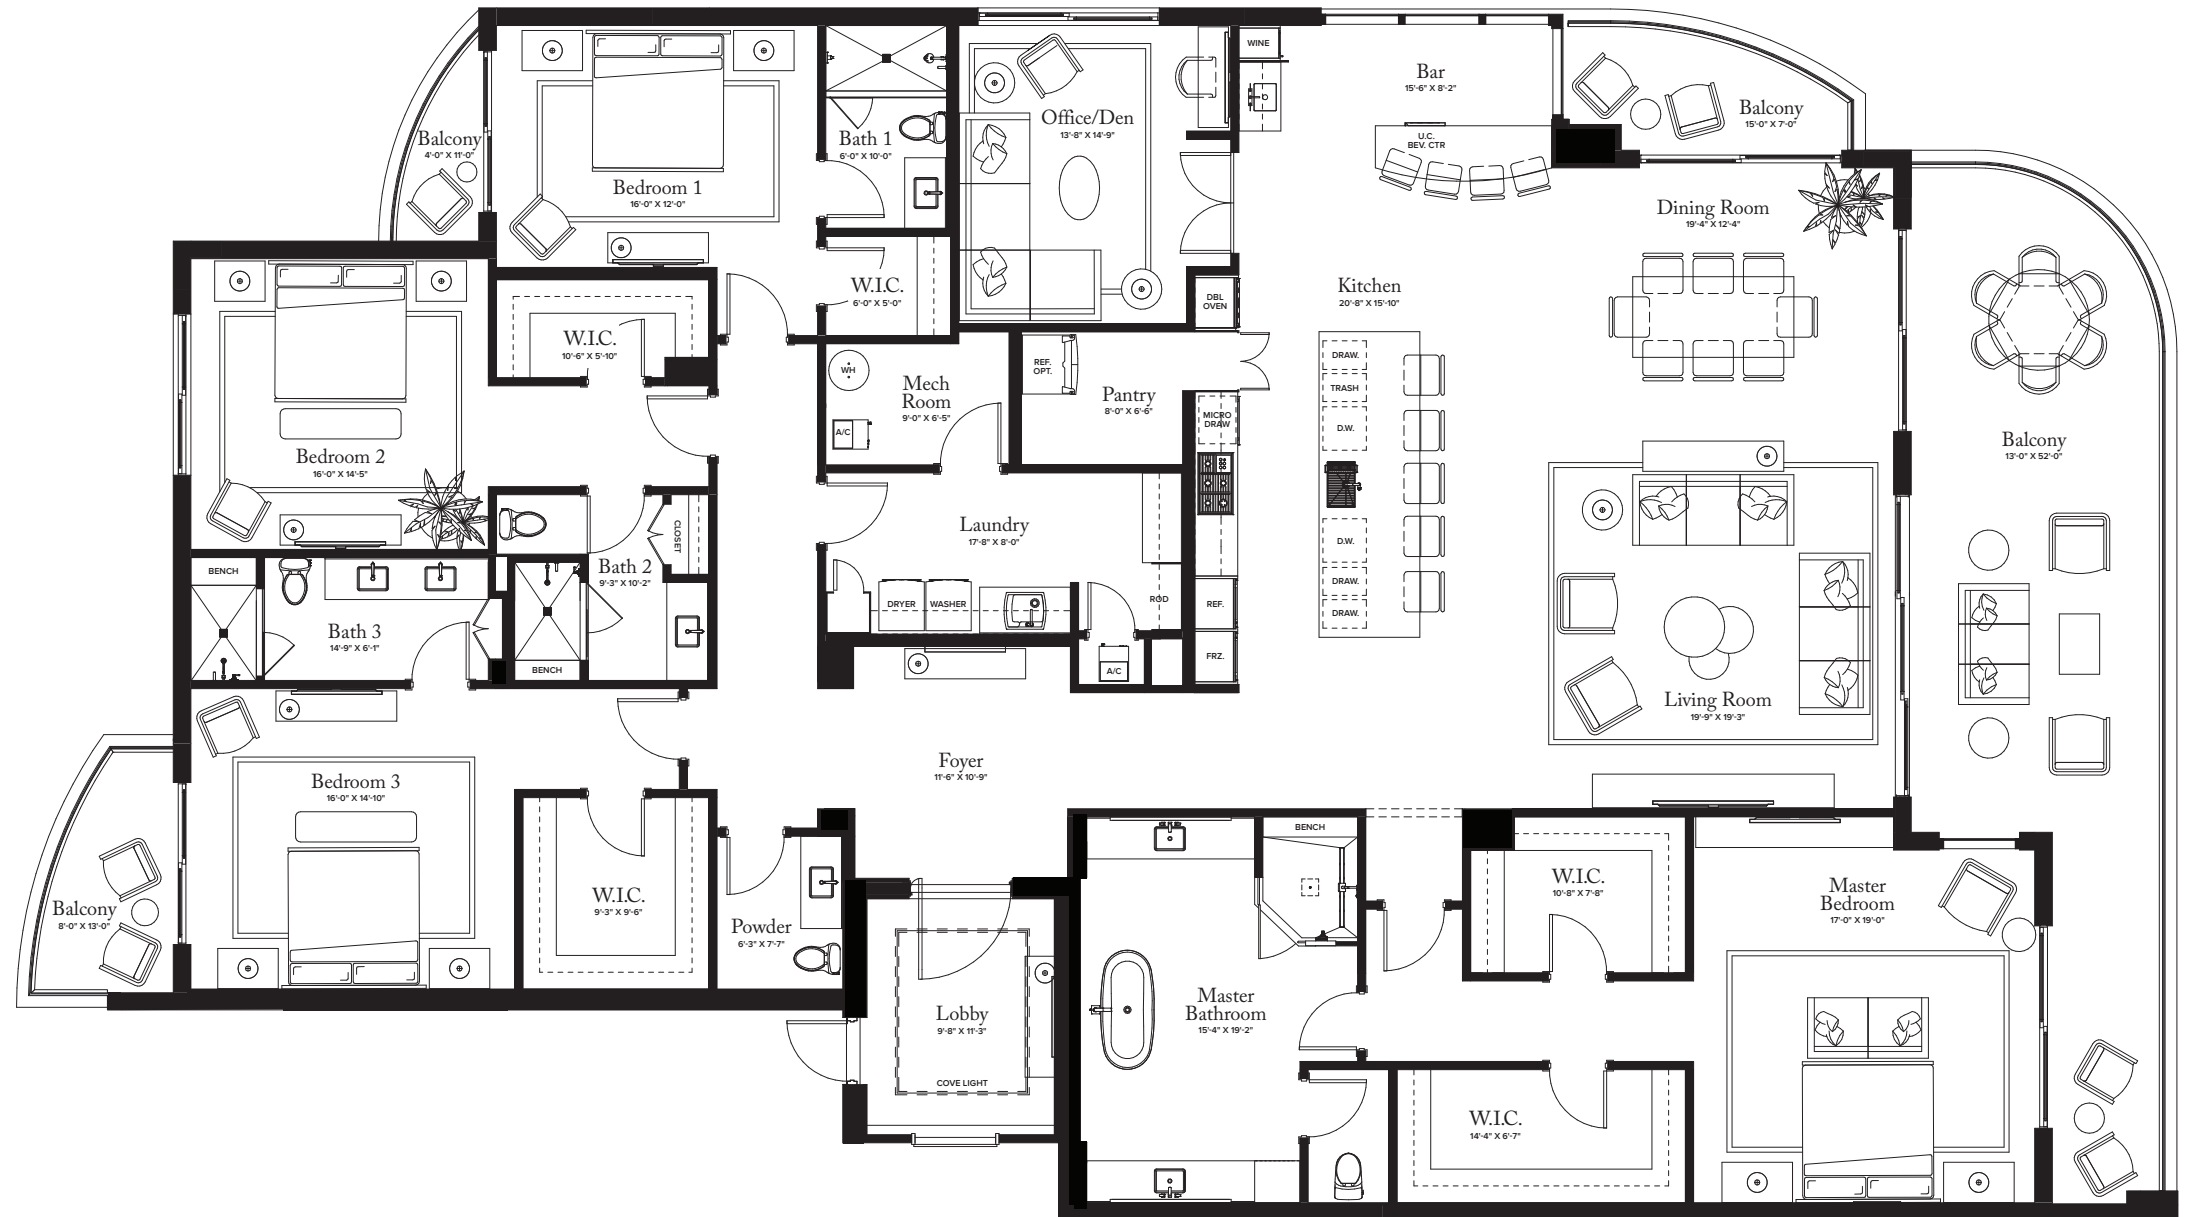 WINE
Bar
15'-6" X 8'-2"
Balcony
15'-0" X 7'-0"
Balcony
4'-0" X 11'-0"
Bedroom 1
16'-0" X 12'-0"
Bath 1
6'-0" X 10'-0"
Office/Den
13'-8" X 14'-9"
U.C.
BEV. CTR
Dining Room
19'-4" X 12'-4"
W.I.C.
6'-0" X 5'-0"
DBL
OVEN
Kitchen
20'-8" X 15'-10"
W.I.C.
10'-6" X 5'-10"
WH
Mech
Room
9'-0" X 6'-5"
A/C
REF.
OPT.
Pantry
8'-0" X 6'-6"
MICRO
DRAW
DRAW.
TRASH
D.W.
D.W.
DRAW.
DRAW.
Balcony
13'-0" X 52'-0"
Bedroom 2
16'-0" X 14'-5"
CLOSET
Laundry
17'-8" X 8'-0"
Bath 2
9'-3" X 10'-2"
BENCH
BENCH
DRYER
WASHER
ROD
REF.
FRZ.
A/C
Bath 3
14'-9" X 6'-1"
Living Room
19'-9" X 19'-3"
Foyer
11'-6" X 10'-9"
Bedroom 3
16'-0" X 14'-10"
Balcony
8'-0" X 13'-0"
W.I.C.
9'-3" X 9'-6"
Powder
6'-3" X 7'-7"
BENCH
W.I.C.
10'-8" X 7'-8"
Master
Bedroom
17'-0" X 19'-0"
Lobby
9'-8" X 11'-3"
COVE LIGHT
Master
Bathroom
15'-4" X 19'-2"
W.I.C.
14'-4" X 6'-7"